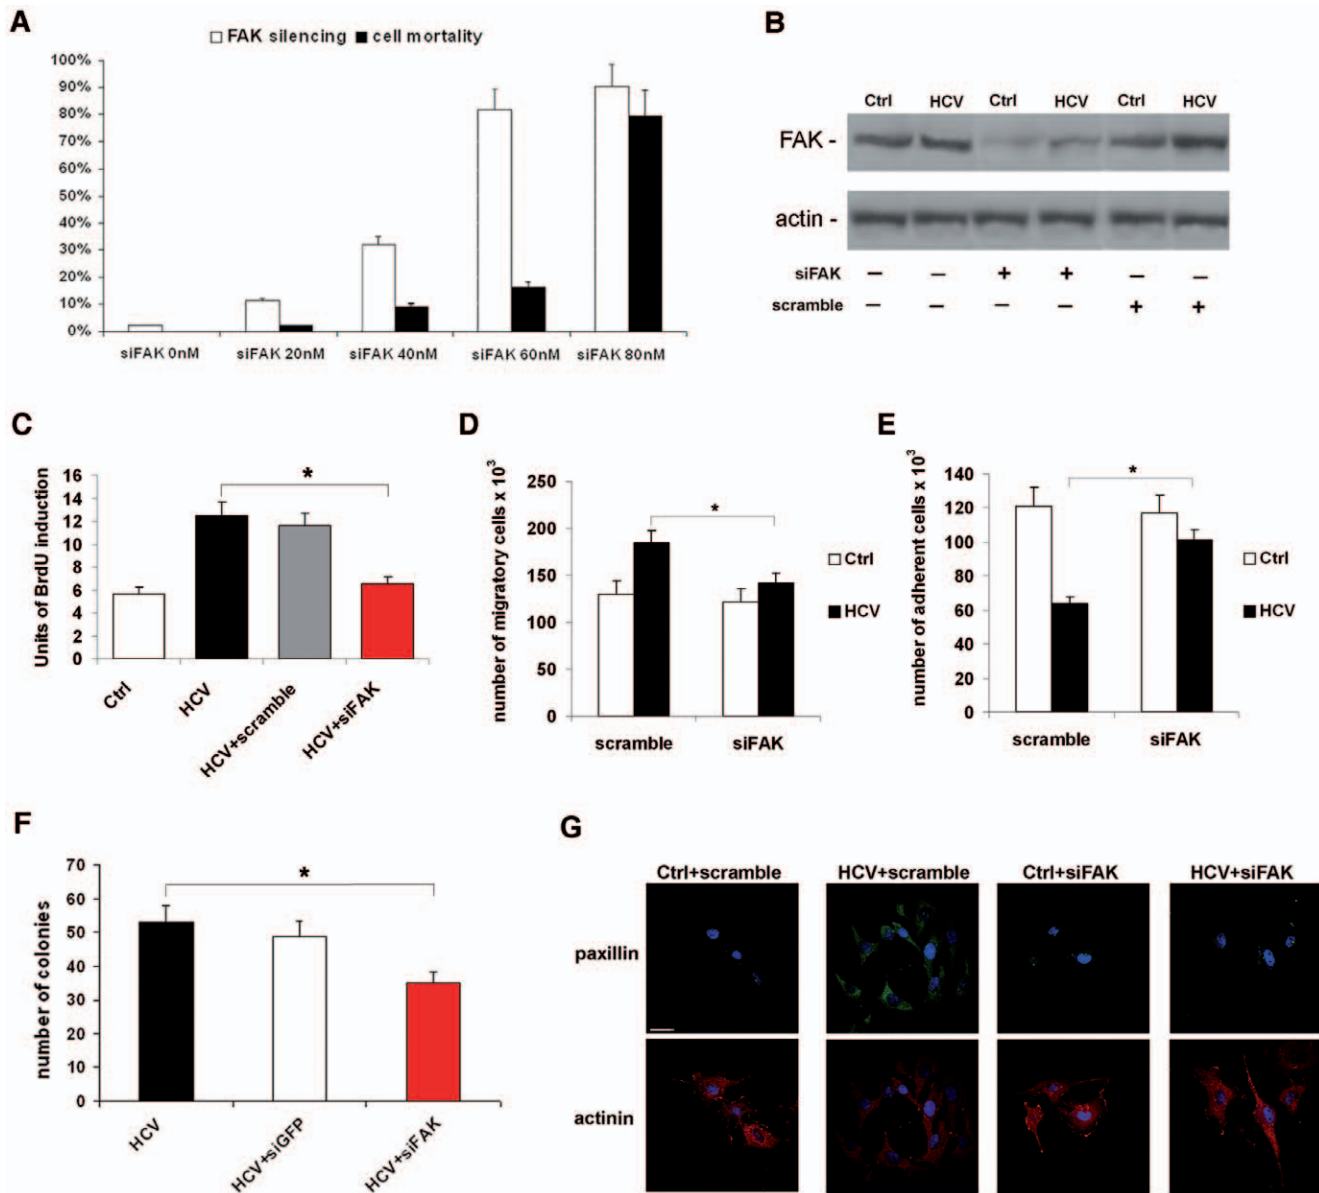 A
FAK silencing cell mortality
100%
90%
80%
70%
60%
50%
40%
30%
20%
10%
0%
siFAK 0nM siFAK 20nM siFAK 40nM siFAK 60nM siFAK 80nM
B
Ctrl HCV Ctrl HCV Ctrl HCV
FAK -
actin -
siFAK − − + + − −
scramble − − − − + +
C
Units of BrdU induction
16
14
12
10
8
6
4
2
0
*
Ctrl HCV HCV+scramble HCV+siFAK
D
number of migratory cells x 10³
250
200
150
100
50
0
*
scramble siFAK
Ctrl
HCV
E
number of adherent cells x 10³
140
120
100
80
60
40
20
0
*
scramble siFAK
Ctrl
HCV
F
number of colonies
70
60
50
40
30
20
10
0
*
HCV HCV+siGFP HCV+siFAK
G
Ctrl+scramble HCV+scramble Ctrl+siFAK HCV+siFAK
paxillin
actinin